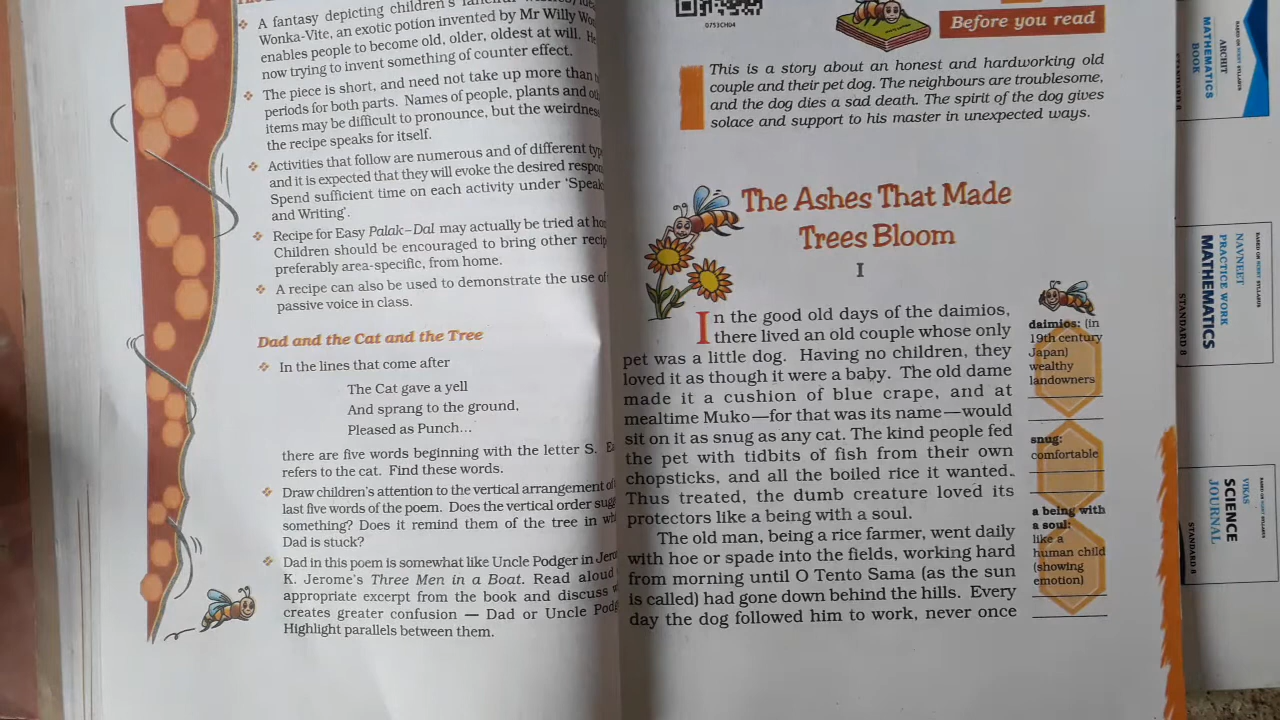 A fantasy depicting children's
Wonka-Vite, an exotic potion invented by Mr Willy
enables people to become old, older, oldest at will. He
now trying to invent something of counter effect.
The piece is short, and need not take up more than
periods for both parts. Names of people, plants and
items may be difficult to pronounce, but the weirdness
the recipe speaks for itself.
Activities that follow are numerous and of different
and it is expected that they will evoke the desired
Spend sufficient time on each activity under
and Writing'.
Recipe for Easy Palak–Dal may actually be tried at
Children should be encouraged to bring other
preferably area-specific, from home.
A recipe can also be used to demonstrate the use of
passive voice in class.
Dad and the Cat and the Tree
In the lines that come after
The Cat gave a yell
And sprang to the ground,
Pleased as Punch...
there are five words beginning with the letter S.
refers to the cat. Find these words.
Draw children's attention to the vertical arrangement of
last five words of the poem. Does the vertical order
something? Does it remind them of the tree in
Dad is stuck?
Dad in this poem is somewhat like Uncle Podger in
K. Jerome's Three Men in a Boat. Read aloud
appropriate excerpt from the book and discuss
creates greater confusion — Dad or Uncle
Highlight parallels between them.
0753CH04
Before you read
This is a story about an honest and hardworking old
couple and their pet dog. The neighbours are troublesome,
and the dog dies a sad death. The spirit of the dog gives
solace and support to his master in unexpected ways.
The Ashes That Made
Trees Bloom
I
In the good old days of the daimios,
there lived an old couple whose only
pet was a little dog. Having no children, they
loved it as though it were a baby. The old dame
made it a cushion of blue crape, and at
mealtime Muko—for that was its name—would
sit on it as snug as any cat. The kind people fed
the pet with tidbits of fish from their own
chopsticks, and all the boiled rice it wanted.
Thus treated, the dumb creature loved its
protectors like a being with a soul.
The old man, being a rice farmer, went daily
with hoe or spade into the fields, working hard
from morning until O Tento Sama (as the sun
is called) had gone down behind the hills. Every
day the dog followed him to work, never once
daimios: (in
19th century
Japan)
wealthy
landowners
snug:
comfortable
a being with
a soul:
like a
human child
(showing
emotion)
ARCHIT
MATHEMATICS
BOOK
STANDARD 8
NAVNEET
PRACTICE WORK
MATHEMATICS
STANDARD 8
VIKAS
SCIENCE
JOURNAL
STANDARD 8